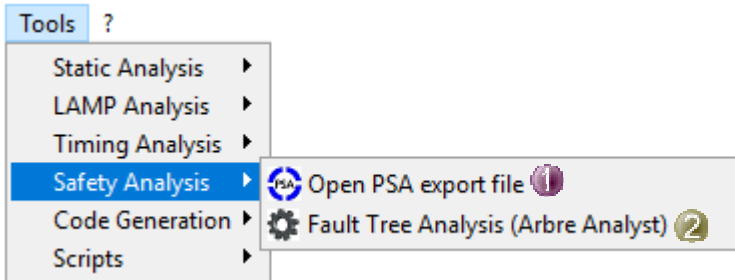 Tools ?
Static Analysis
LAMP Analysis
Timing Analysis
Safety Analysis
PSA Open PSA export file 1
Code Generation
Fault Tree Analysis (Arbre Analyst) 2
Scripts